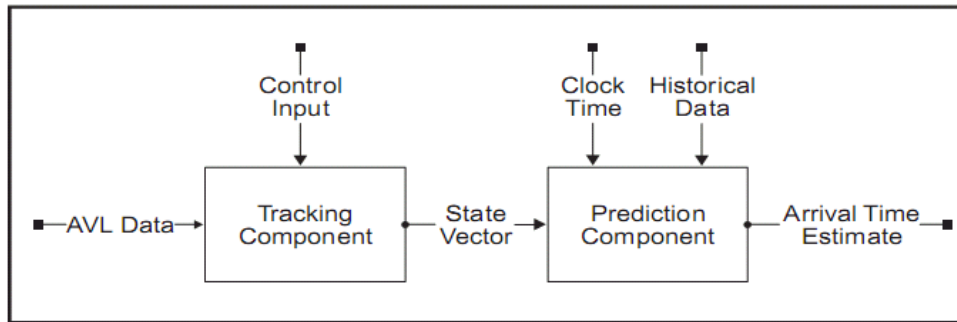 Control
Input
Clock
Time
Historical
Data
AVL Data
Tracking
Component
State
Vector
Prediction
Component
Arrival Time
Estimate